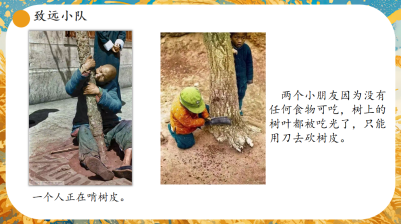 致远小队
两个小朋友因为没有
任何食物可吃，树上的
树叶都被吃光了，只能
用刀去砍树皮。
一个人正在啃树皮。